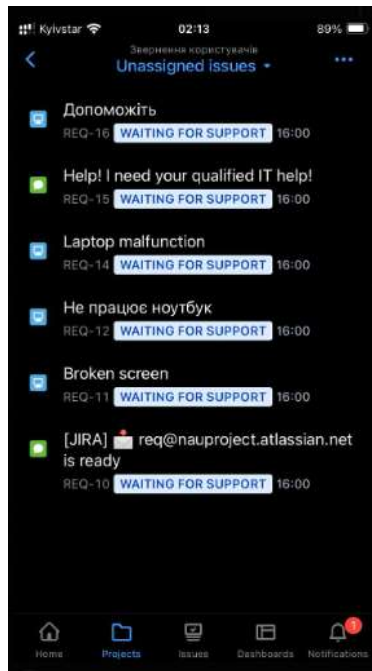 Kyivstar 02:13 89%
Звернення користувачів
Unassigned issues
Допоможіть
REQ-16 WAITING FOR SUPPORT 16:00
Help! I need your qualified IT help!
REQ-15 WAITING FOR SUPPORT 16:00
Laptop malfunction
REQ-14 WAITING FOR SUPPORT 16:00
Не працює ноутбук
REQ-12 WAITING FOR SUPPORT 16:00
Broken screen
REQ-11 WAITING FOR SUPPORT 16:00
[JIRA] 📩 req@nauproject.atlassian.net
is ready
REQ-10 WAITING FOR SUPPORT 16:00
1
Home Projects Issues Dashboards Notifications